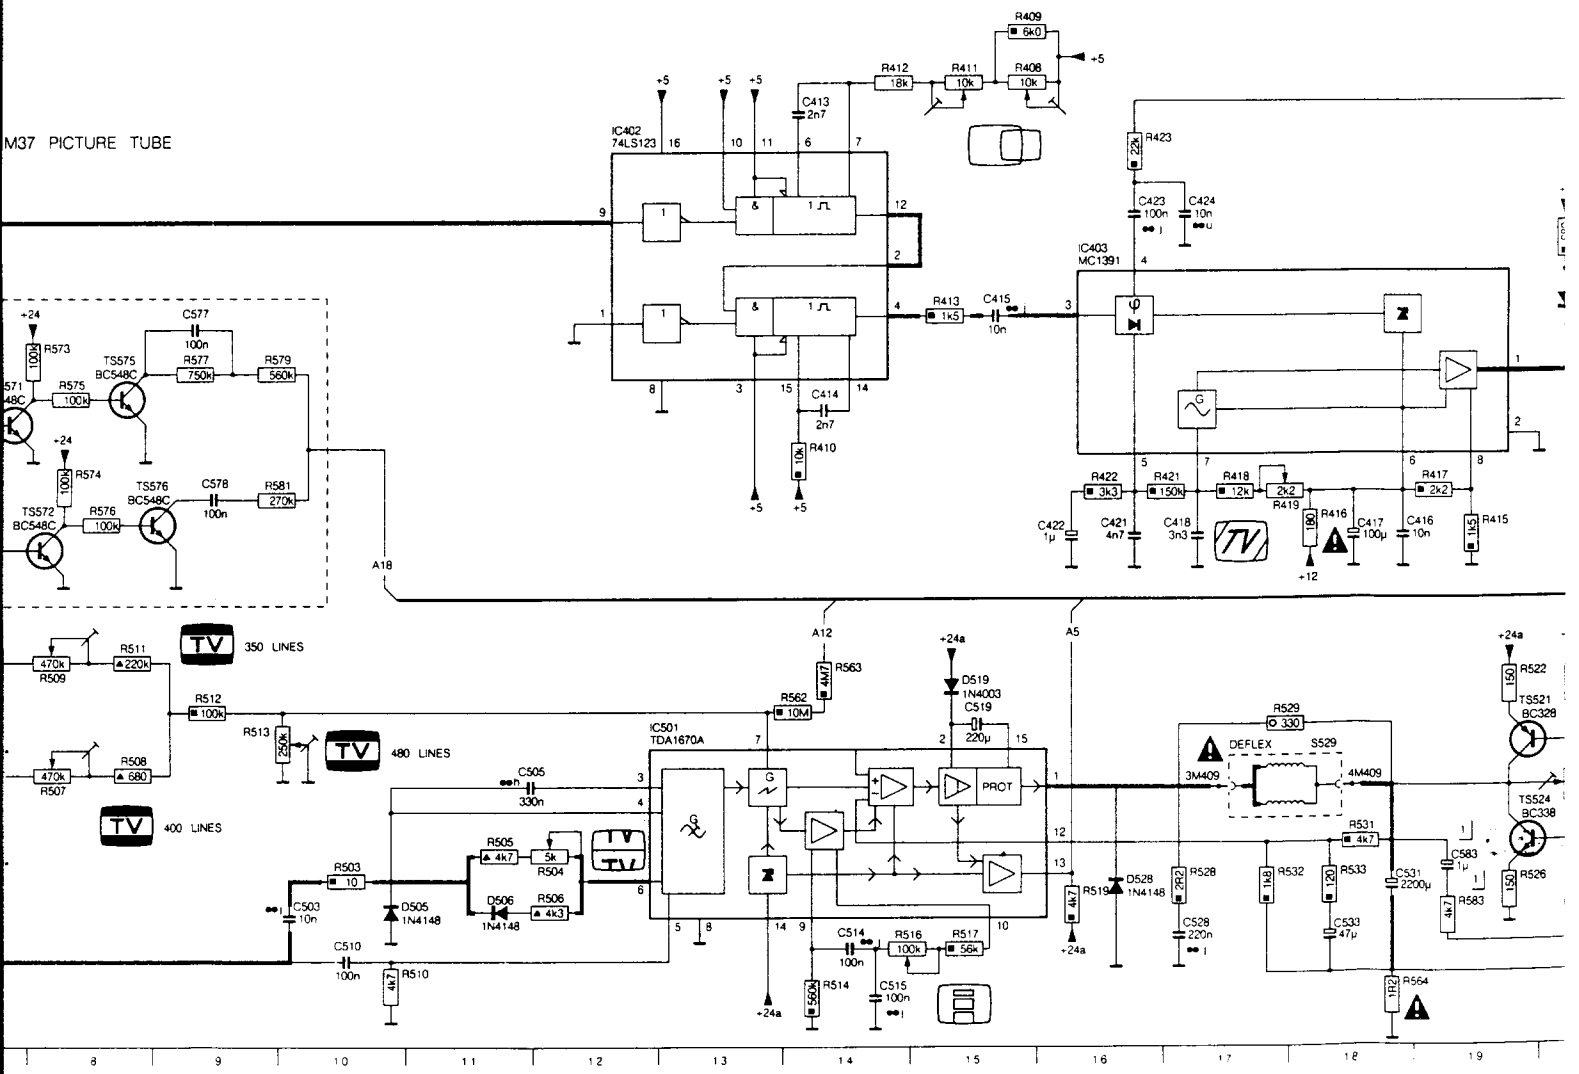 M37 PICTURE TUBE
R409
6k0
+5
R412
18k
R411
10k
R408
10k
+5
+5
+5
C413
2n7
IC402
74LS123
16
10
11
6
7
9
1
&
1
12
2
1
1
&
1
4
8
3
15
14
C414
2n7
R410
10k
+5
+5
R413
1k5
C415
10n
R423
22k
C423
100n
C424
10n
IC403
MC1391
4
3
φ
G
1
2
5
7
6
8
R422
3k3
R421
150k
R418
12k
2k2
R419
R417
2k2
C422
1µ
C421
4n7
C418
3n3
TV
R416
180
+12
C417
100µ
C416
10n
R415
1k5
+24
R573
100k
C577
100n
TS575
BC548C
R577
750k
R579
560k
571
48C
R575
100k
+24
R574
100k
TS576
BC548C
C578
100n
R581
270k
TS572
BC548C
R576
100k
A18
TV
350 LINES
470k
R509
R511
220k
R512
100k
R513
250k
TV
480 LINES
470k
R507
R508
680
TV
400 LINES
A12
R563
4M7
R562
10M
A5
+24a
D519
1N4003
C519
220µ
IC501
TDA1670A
7
2
15
3
4
6
G
G
PROT
1
12
13
5
8
14
9
10
C505
330n
R505
4k7
5k
R504
TV
TV
R503
10
D506
1N4148
R506
4k3
D505
1N4148
C503
10n
C510
100n
R510
4k7
+24a
C514
100n
R516
100k
R517
56k
R514
560k
C515
100n
R519
4k7
+24a
D528
1N4148
R529
330
DEFLEX
S529
3M409
4M409
R528
2R2
C528
220n
R531
4k7
R532
1k8
R533
120
C533
47µ
C531
2200µ
C583
1µ
R583
4k7
R564
1R2
+24a
R522
150
TS521
BC328
TS524
BC338
R526
150
8
9
10
11
12
13
14
15
16
17
18
19